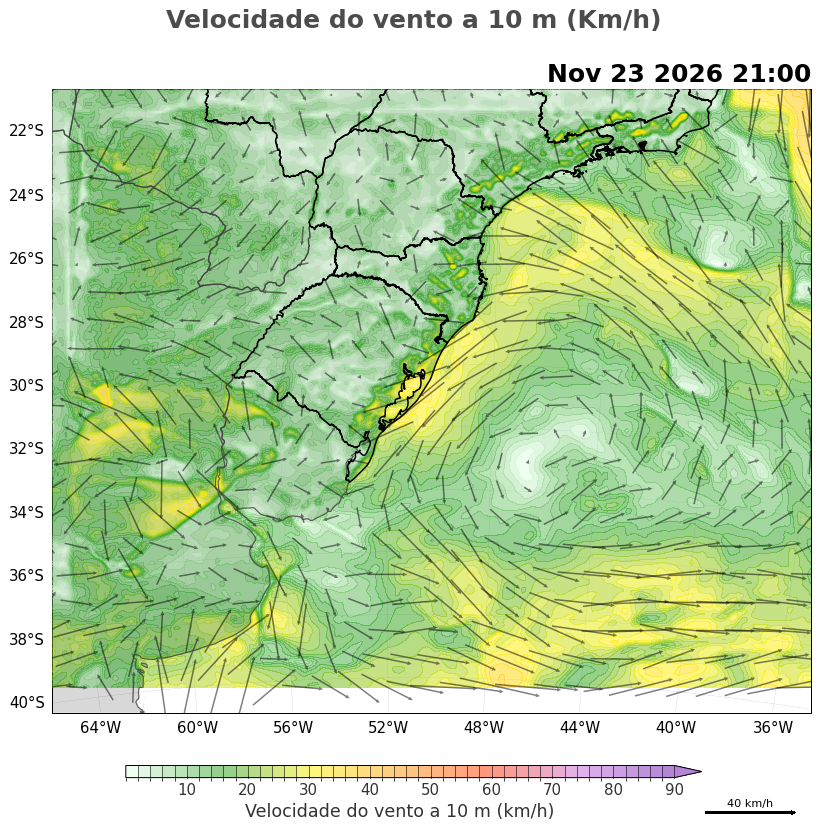 Velocidade do vento a 10 m (Km/h)
Nov 23 2026 21:00
22°S
24°S
26°S
28°S
30°S
32°S
34°S
36°S
38°S
40°S
64°W 60°W 56°W 52°W 48°W 44°W 40°W 36°W
10 20 30 40 50 60 70 80 90
Velocidade do vento a 10 m (km/h)
40 km/h